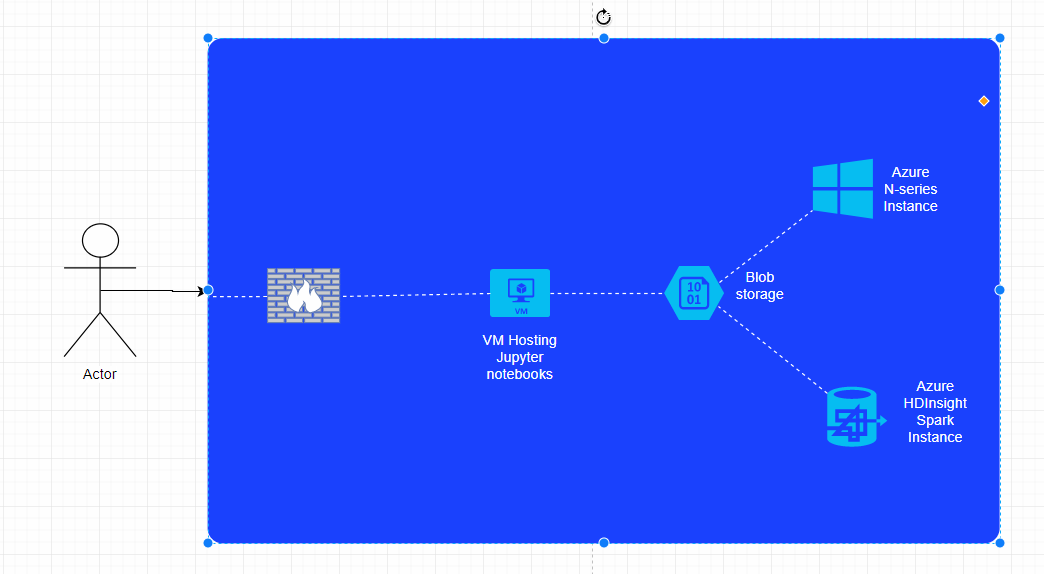 Actor
VM
VM Hosting
Jupyter
notebooks
10
01
Blob
storage
Azure
N-series
Instance
Azure
HDInsight
Spark
Instance